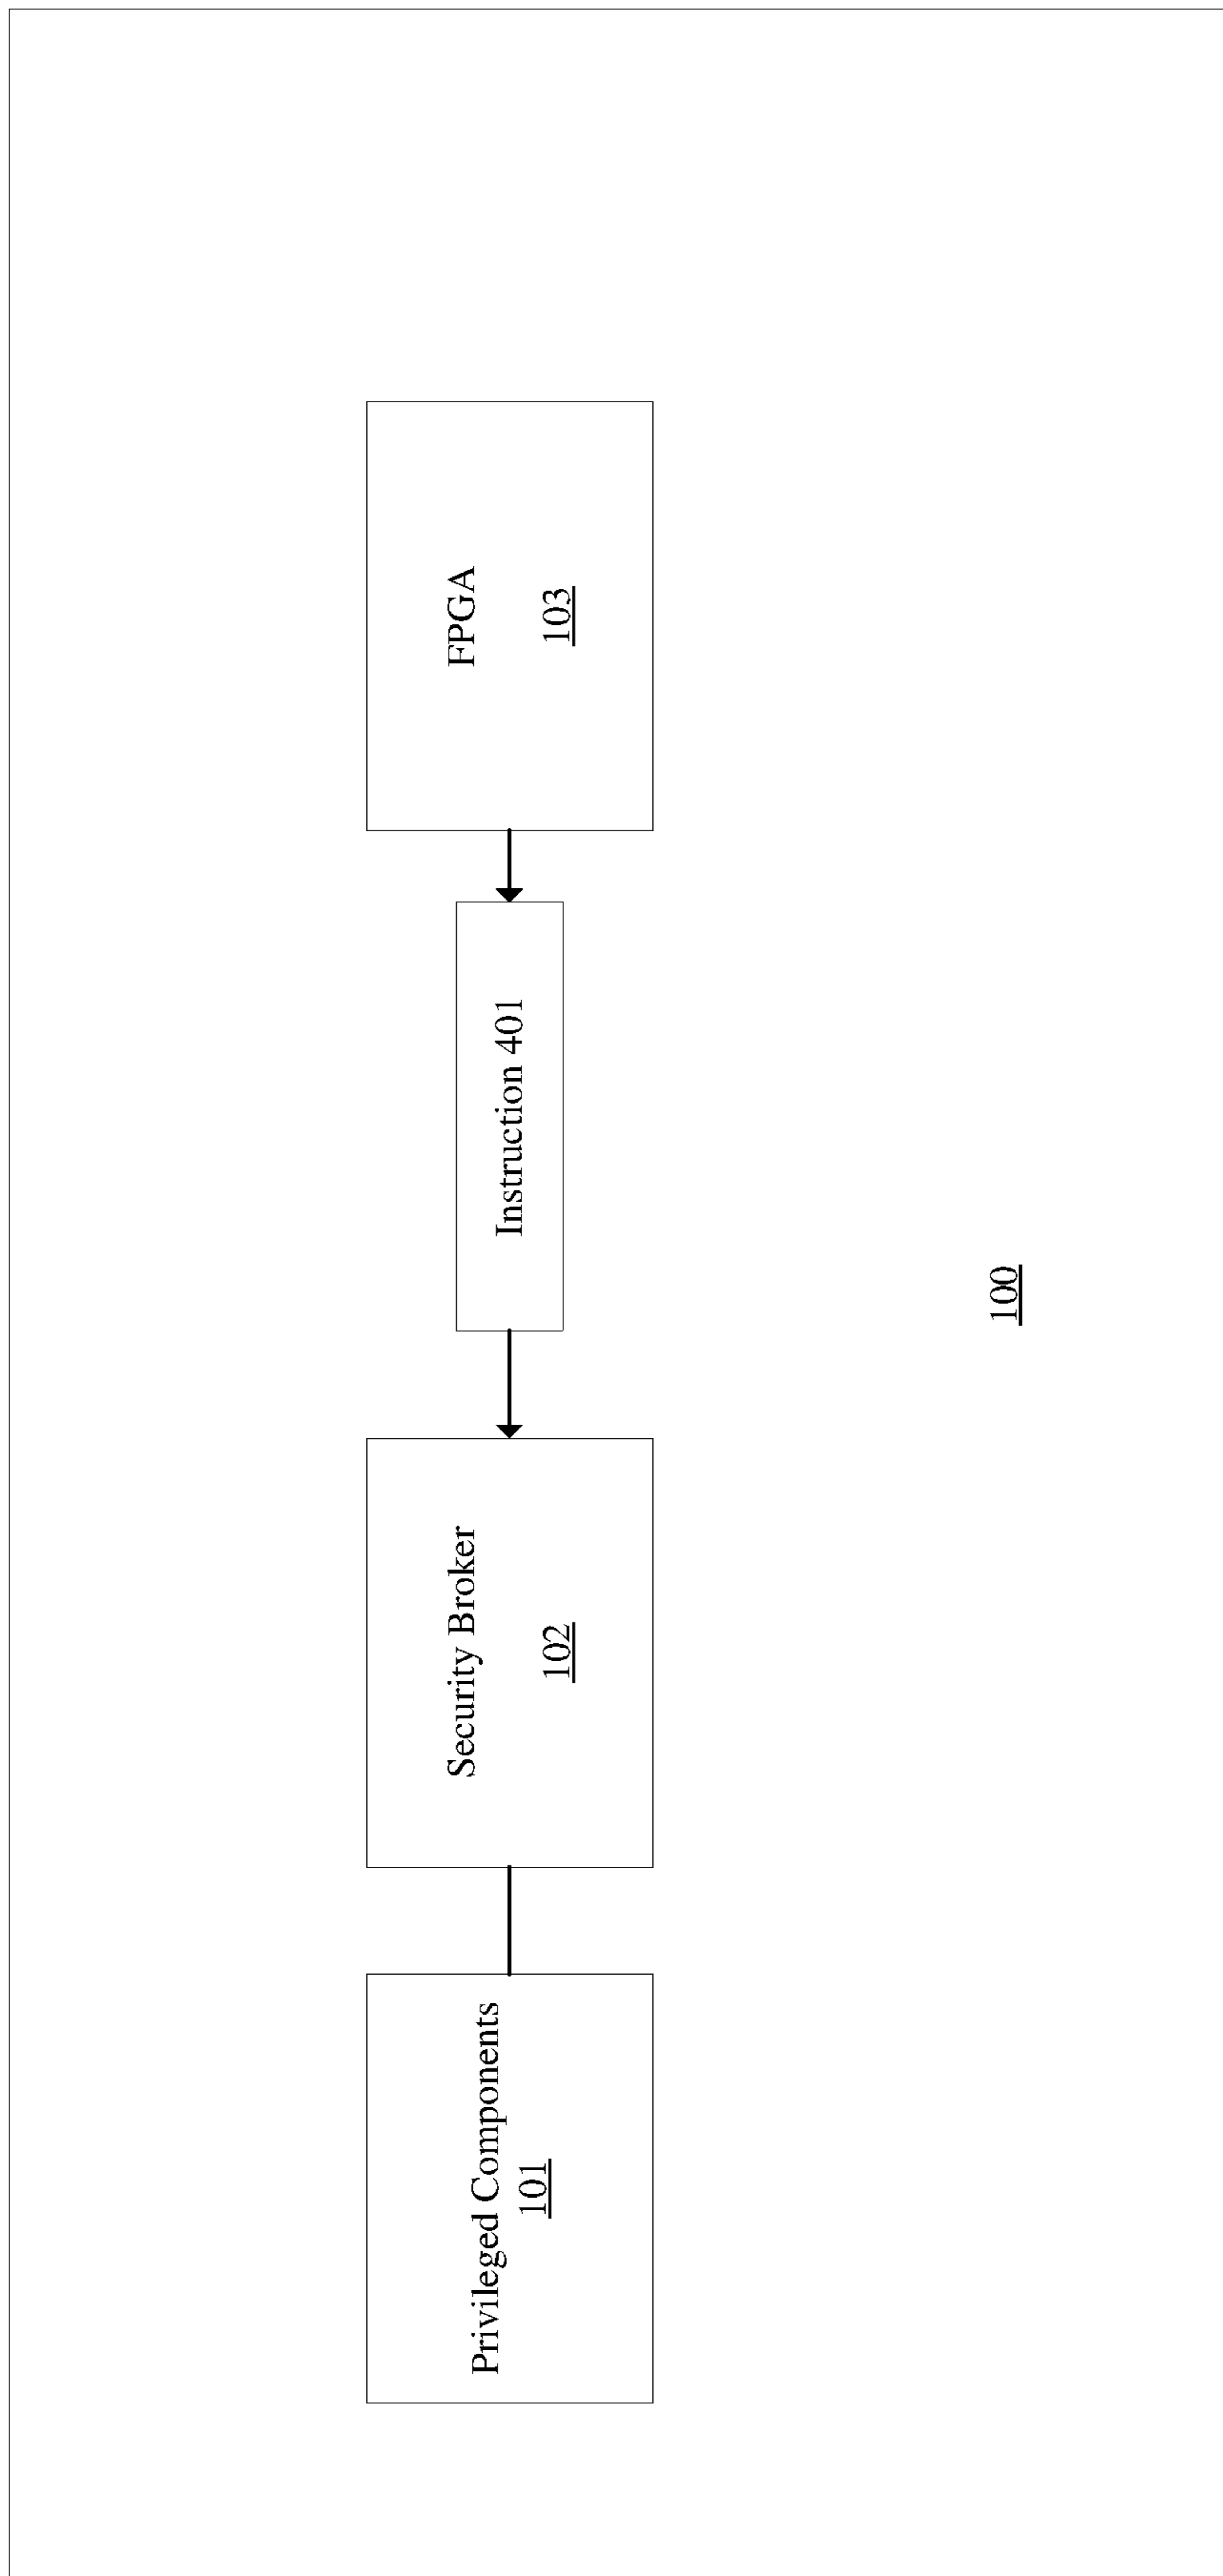 Privileged Components
101
Security Broker
102
Instruction 401
FPGA
103
100